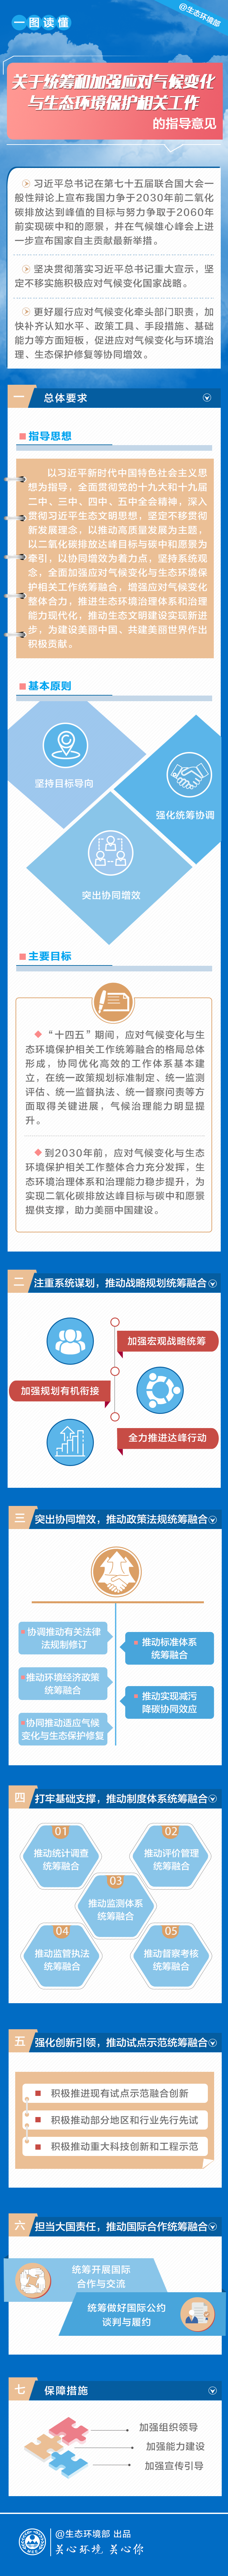 @生态环境部
一图读懂
关于统筹和加强应对气候变化
与生态环境保护相关工作
的指导意见
习近平总书记在第七十五届联合国大会一
般性辩论上宣布我国力争于2030年前二氧化
碳排放达到峰值的目标与努力争取于2060年
前实现碳中和的愿景，并在气候雄心峰会上进
一步宣布国家自主贡献最新举措。
坚决贯彻落实习近平总书记重大宣示，坚
定不移实施积极应对气候变化国家战略。
更好履行应对气候变化牵头部门职责，加
快补齐认知水平、政策工具、手段措施、基础
能力等方面短板，促进应对气候变化与环境治
理、生态保护修复等协同增效。
一 总体要求
指导思想
以习近平新时代中国特色社会主义思
想为指导，全面贯彻党的十九大和十九届
二中、三中、四中、五中全会精神，深入
贯彻习近平生态文明思想，坚定不移贯彻
新发展理念，以推动高质量发展为主题，
以二氧化碳排放达峰目标与碳中和愿景为
牵引，以协同增效为着力点，坚持系统观
念，全面加强应对气候变化与生态环境保
护相关工作统筹融合，增强应对气候变化
整体合力，推进生态环境治理体系和治理
能力现代化，推动生态文明建设实现新进
步，为建设美丽中国、共建美丽世界作出
积极贡献。
基本原则
坚持目标导向
强化统筹协调
突出协同增效
主要目标
“十四五”期间，应对气候变化与生
态环境保护相关工作统筹融合的格局总体
形成，协同优化高效的工作体系基本建
立，在统一政策规划标准制定、统一监测
评估、统一监督执法、统一督察问责等方
面取得关键进展，气候治理能力明显提
升。
到2030年前，应对气候变化与生态
环境保护相关工作整体合力充分发挥，生
态环境治理体系和治理能力稳步提升，为
实现二氧化碳排放达峰目标与碳中和愿景
提供支撑，助力美丽中国建设。
二 注重系统谋划，推动战略规划统筹融合
加强宏观战略统筹
加强规划有机衔接
全力推进达峰行动
三 突出协同增效，推动政策法规统筹融合
协调推动有关法律
法规制修订
推动标准体系
统筹融合
推动环境经济政策
统筹融合
推动实现减污
降碳协同效应
协同推动适应气候
变化与生态保护修复
四 打牢基础支撑，推动制度体系统筹融合
01
推动统计调查
统筹融合
02
推动评价管理
统筹融合
03
推动监测体系
统筹融合
04
推动监管执法
统筹融合
05
推动督察考核
统筹融合
五 强化创新引领，推动试点示范统筹融合
积极推进现有试点示范融合创新
积极推动部分地区和行业先行先试
积极推动重大科技创新和工程示范
六 担当大国责任，推动国际合作统筹融合
统筹开展国际
合作与交流
统筹做好国际公约
谈判与履约
七 保障措施
加强组织领导
加强能力建设
加强宣传引导
@生态环境部 出品
关心环境 关心你